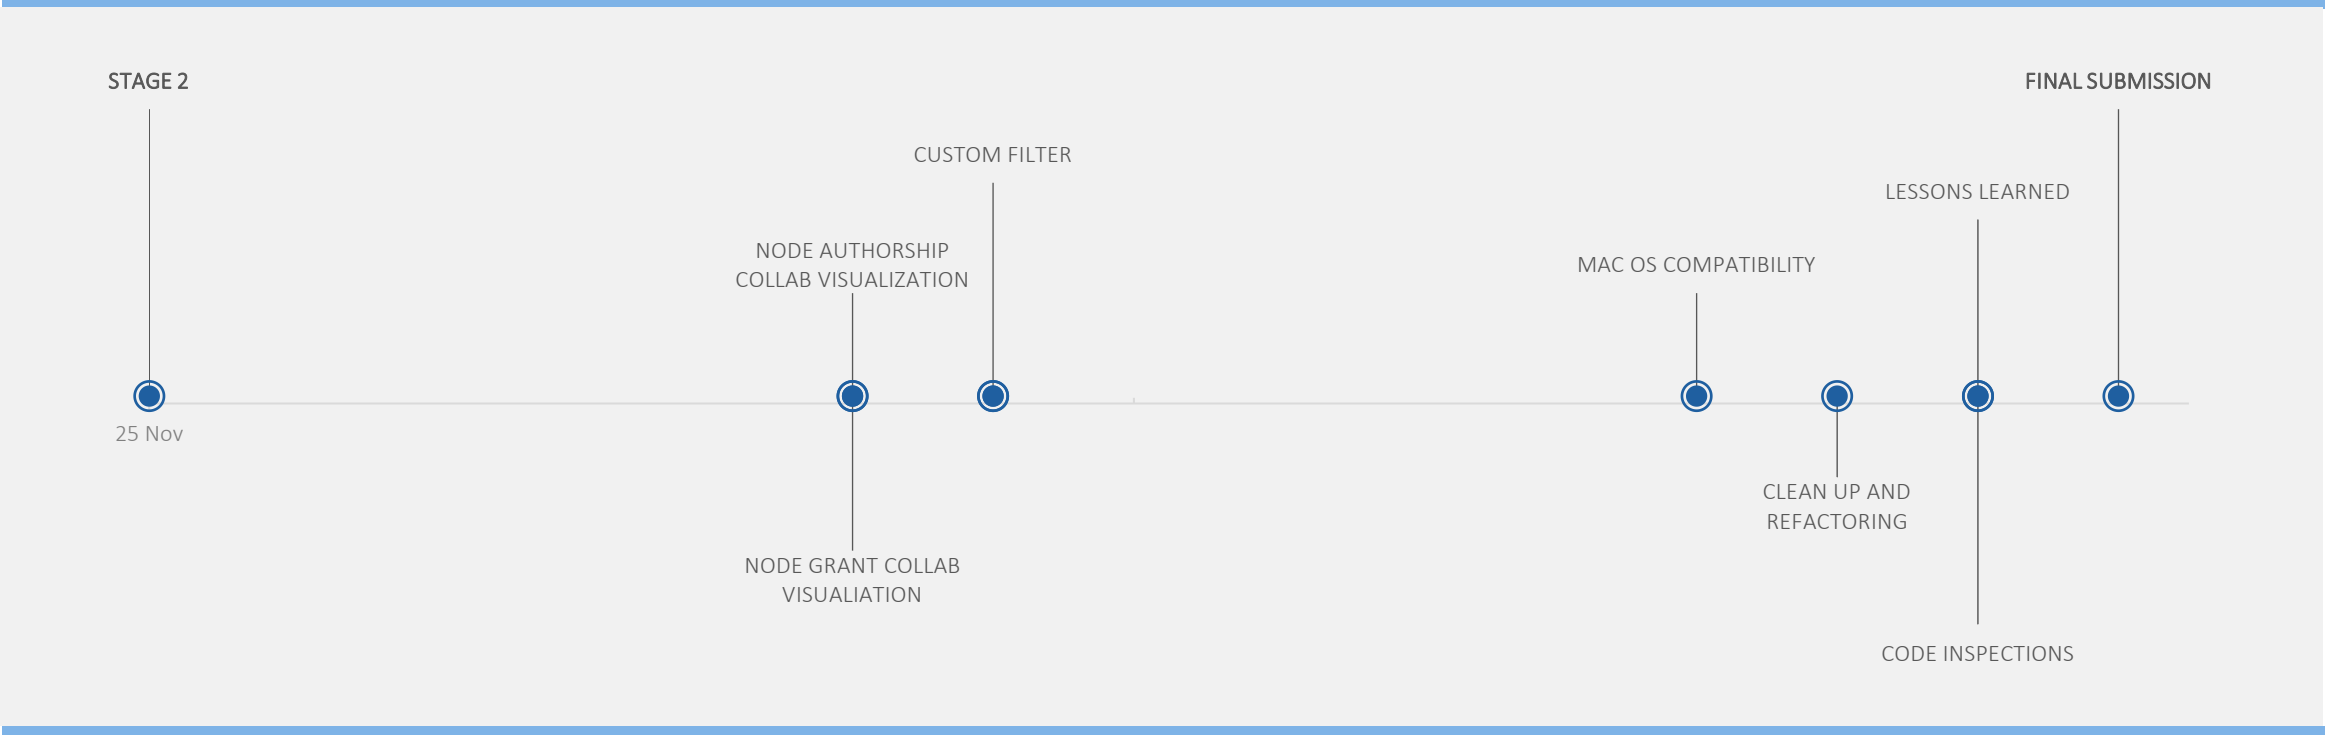 STAGE 2
FINAL SUBMISSION
CUSTOM FILTER
LESSONS LEARNED
NODE AUTHORSHIP
COLLAB VISUALIZATION
MAC OS COMPATIBILITY
25 Nov
CLEAN UP AND
REFACTORING
NODE GRANT COLLAB
VISUALIATION
CODE INSPECTIONS